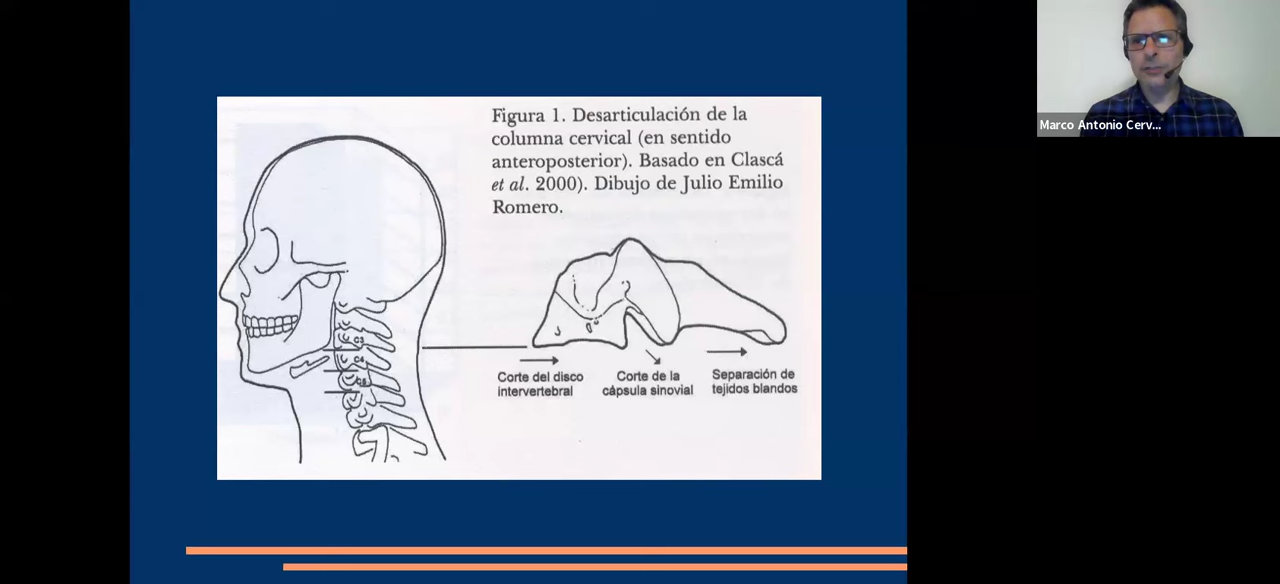 Figura 1. Desarticulación de la
columna cervical (en sentido
anteroposterior). Basado en Clascá
et al. 2000). Dibujo de Julio Emilio
Romero.
Marco Antonio Cerv...
C3
C4
C5
Corte del disco
intervertebral
Corte de la
cápsula sinovial
Separación de
tejidos blandos